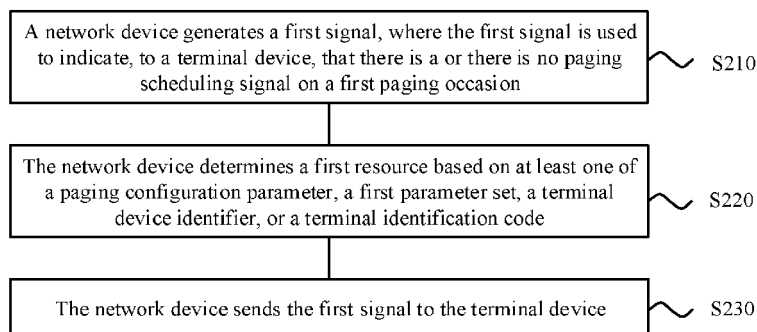 A network device generates a first signal, where the first signal is used
to indicate, to a terminal device, that there is a or there is no paging
scheduling signal on a first paging occasion
S210
The network device determines a first resource based on at least one of
a paging configuration parameter, a first parameter set, a terminal
device identifier, or a terminal identification code
S220
The network device sends the first signal to the terminal device
S230